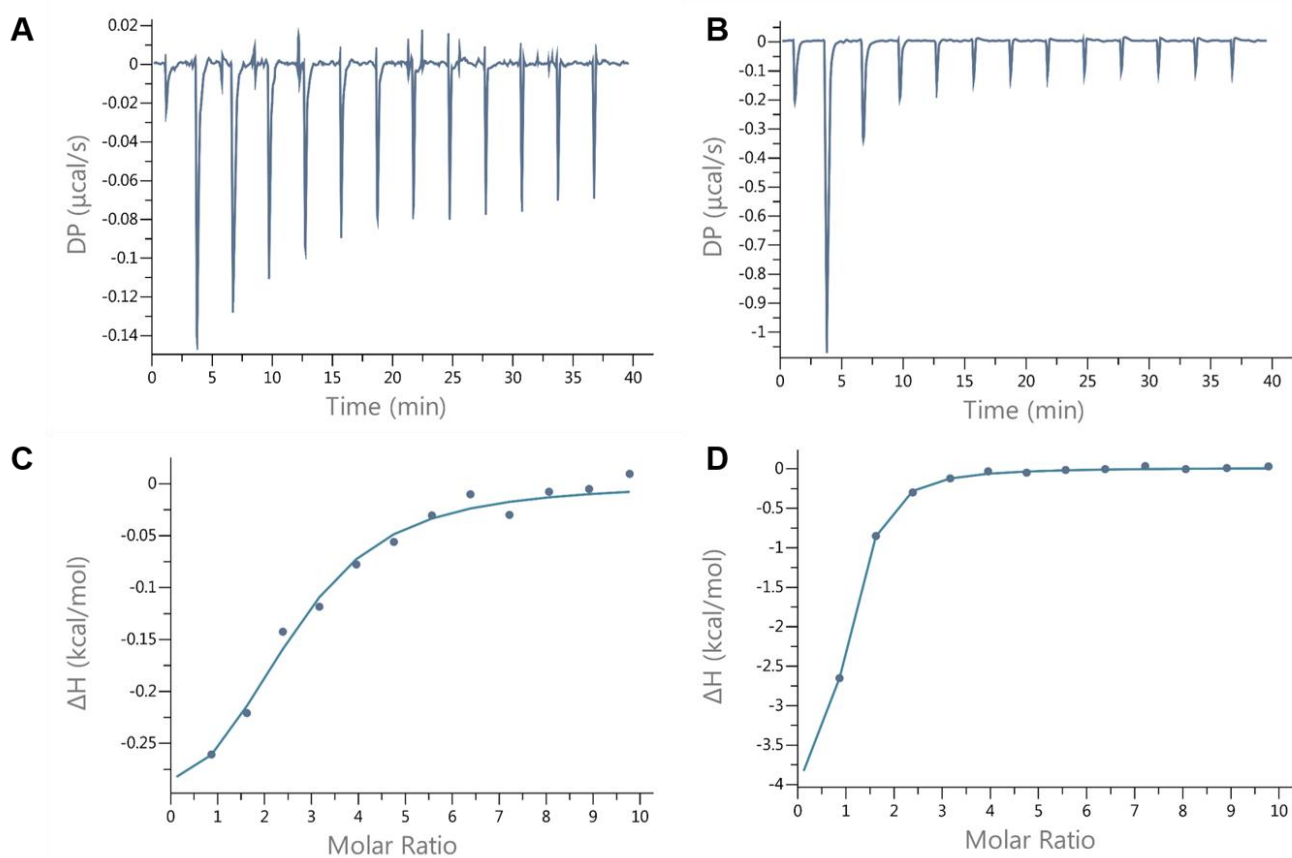 A
0.02
0
-0.02
-0.04
-0.06
-0.08
-0.1
-0.12
-0.14
DP (μcal/s)
0 5 10 15 20 25 30 35 40
Time (min)
B
0
-0.1
-0.2
-0.3
-0.4
-0.5
-0.6
-0.7
-0.8
-0.9
-1
DP (μcal/s)
0 5 10 15 20 25 30 35 40
Time (min)
C
0
-0.05
-0.1
-0.15
-0.2
-0.25
ΔH (kcal/mol)
0 1 2 3 4 5 6 7 8 9 10
Molar Ratio
D
0
-0.5
-1
-1.5
-2
-2.5
-3
-3.5
-4
ΔH (kcal/mol)
0 1 2 3 4 5 6 7 8 9 10
Molar Ratio